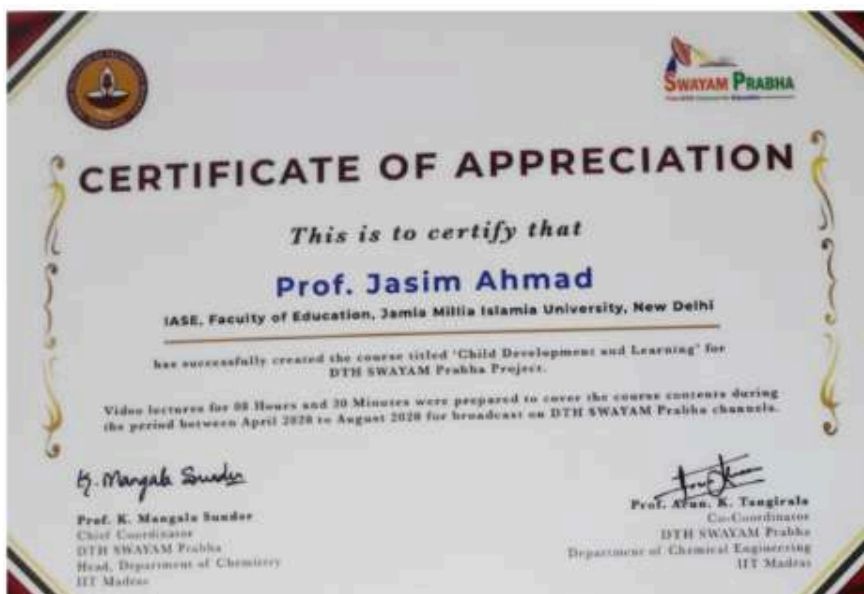 SWAYAM PRABHA
CERTIFICATE OF APPRECIATION
This is to certify that
Prof. Jasim Ahmad
IASE, Faculty of Education, Jamia Millia Islamia University, New Delhi
has successfully created the course titled 'Child Development and Learning' for
DTH SWAYAM Prabha Project.
Video lectures for 08 Hours and 30 Minutes were prepared to cover the course contents during
the period between April 2020 to August 2020 for broadcast on DTH SWAYAM Prabha channels.
K. Mangala Sunder
Prof. K. Mangala Sunder
Chief Coordinator
DTH SWAYAM Prabha
Head, Department of Chemistry
IIT Madras
Prof. Arun. K. Tangirala
Co-Coordinator
DTH SWAYAM Prabha
Department of Chemical Engineering
IIT Madras